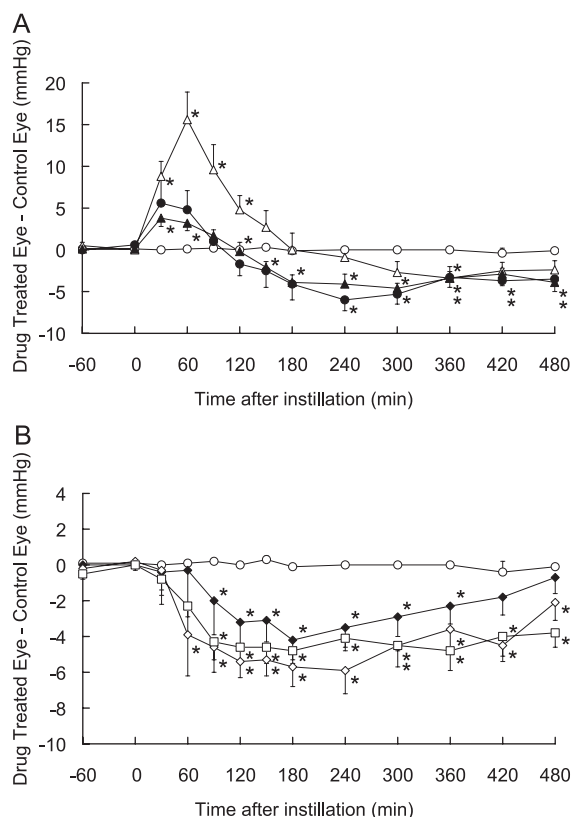 A
Drug Treated Eye - Control Eye (mmHg)
20
15
10
5
0
-5
-10
* * * * * * * * * * * * * * * * * *
-60 0 60 120 180 240 300 360 420 480
Time after instillation (min)
B
Drug Treated Eye - Control Eye (mmHg)
4
2
0
-2
-4
-6
-8
-10
* * * * * * * * * * * * * * * * * * * * * * * *
-60 0 60 120 180 240 300 360 420 480
Time after instillation (min)